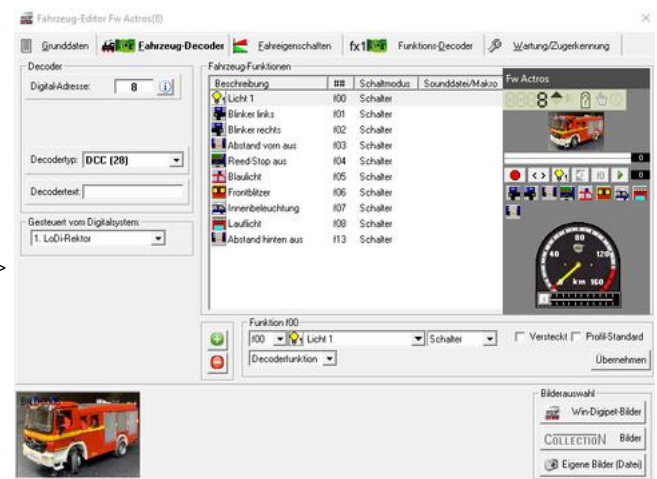 Fahrzeug-Editor Fw Actros(8)
Grunddaten
Fahrzeug-Decoder
Fahreigenschaften
fx1
Funktions-Decoder
Wartung/Zugerkennung
Decoder
Digital-Adresse: 8
Decodertyp: DCC (28)
Decodertext:
Gesteuert vom Digitalsystem:
1. LoDi-Rektor
Fahrzeug-Funktionen
Beschreibung ## Schaltmodus Sounddatei/Makro
Licht 1 f00 Schalter
Blinker links f01 Schalter
Blinker rechts f02 Schalter
Abstand vorn aus f03 Schalter
Reed-Stop aus f04 Schalter
Blaulicht f05 Schalter
Frontblitzer f06 Schalter
Innenbeleuchtung f07 Schalter
Lauflicht f08 Schalter
Abstand hinten aus f13 Schalter
Fw Actros
8
0
f0
0
40 80 120
km 160
Funktion f00
f00 Licht 1 Schalter
Decoderfunktion
Versteckt
Profil-Standard
Übernehmen
Bilderauswahl
Win-Digipet-Bilder
COLLECTION Bilder
Eigene Bilder (Datei)